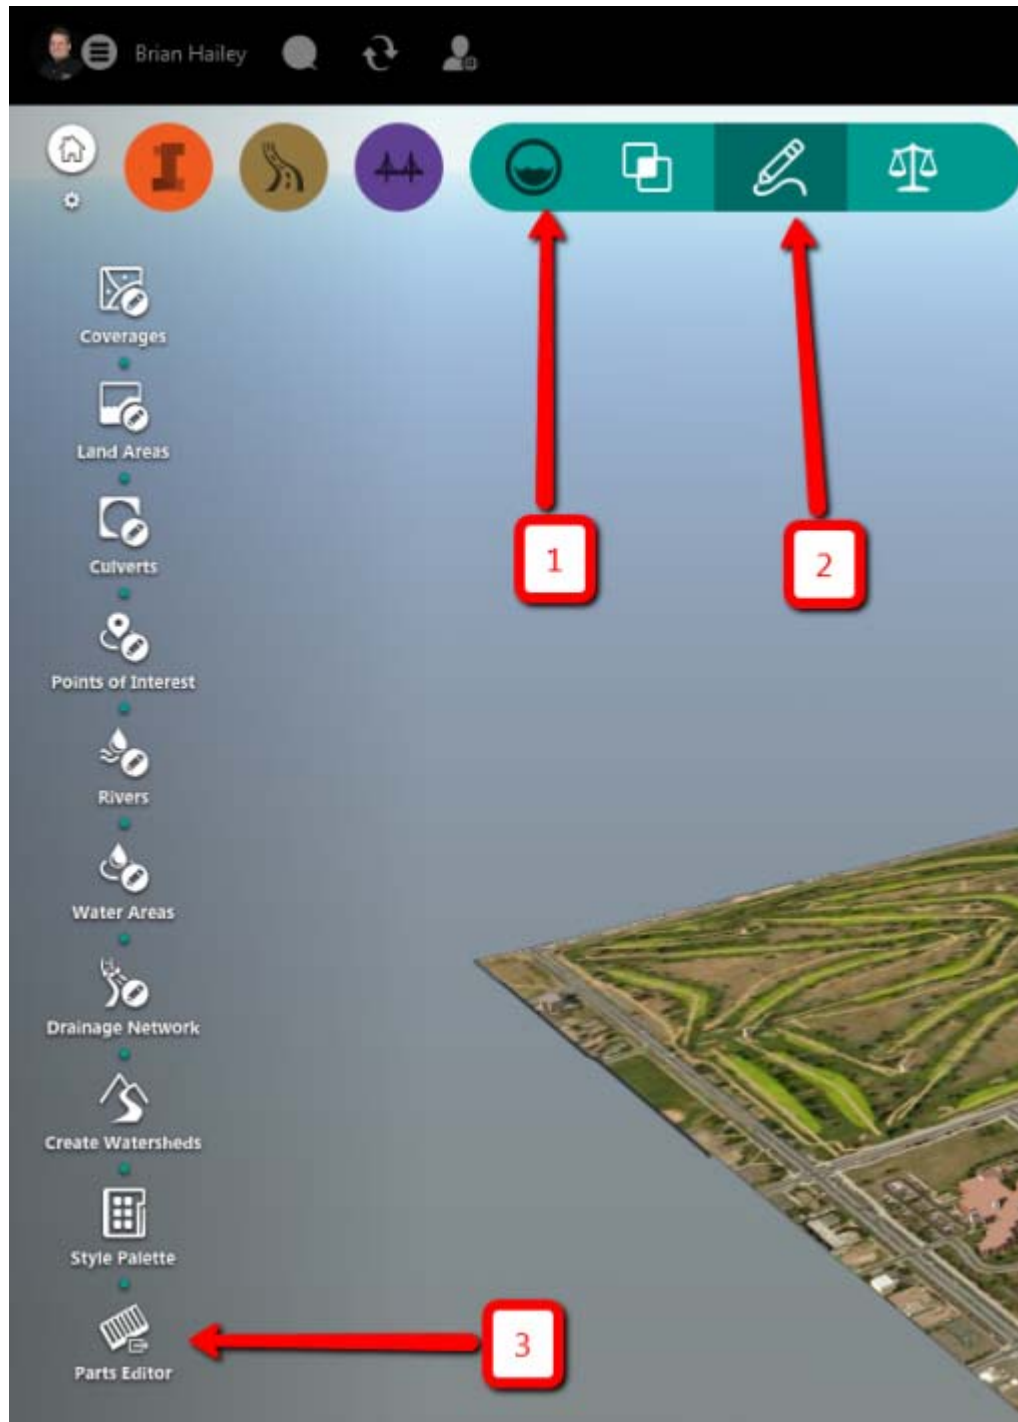 Brian Hailey
Coverages
Land Areas
1
2
Culverts
Points of Interest
Rivers
Water Areas
Drainage Network
Create Watersheds
Style Palette
3
Parts Editor